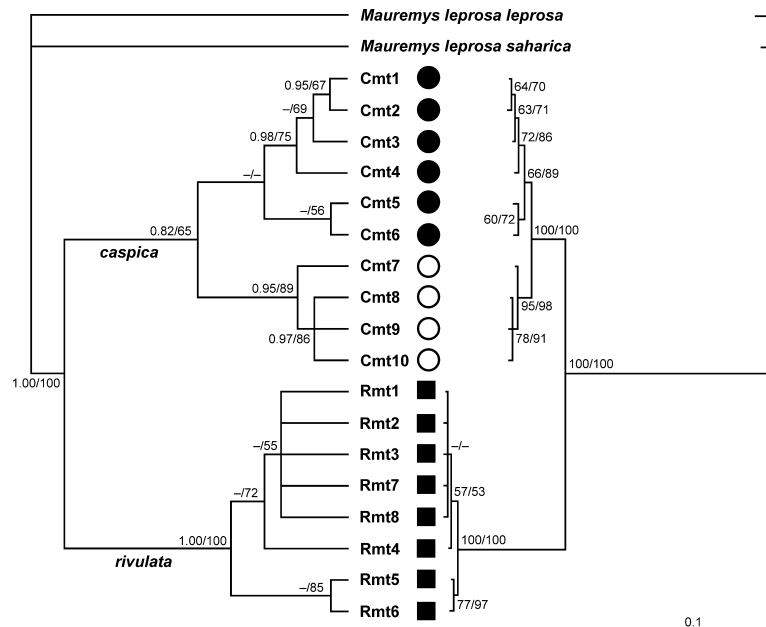 Mauremys leprosa leprosa
Mauremys leprosa saharica
Cmt1
0.95/67
64/70
Cmt2
–/69
63/71
Cmt3
0.98/75
72/86
Cmt4
–/–
66/89
Cmt5
–/56
60/72
Cmt6
0.82/65
100/100
caspica
Cmt7
0.95/89
Cmt8
95/98
Cmt9
0.97/86
78/91
Cmt10
100/100
1.00/100
Rmt1
Rmt2
–/55
Rmt3
–/–
Rmt7
–/72
57/53
Rmt8
1.00/100
Rmt4
100/100
rivulata
Rmt5
–/85
77/97
Rmt6
0.1